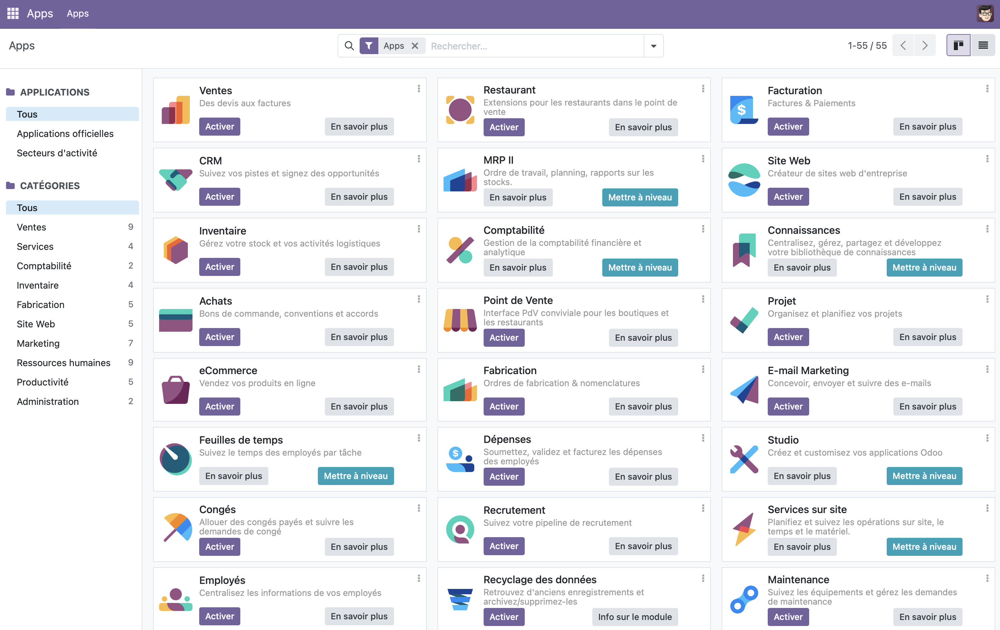 Apps Apps
Apps
Apps
Rechercher...
1-55 / 55
APPLICATIONS
Tous
Applications officielles
Secteurs d'activité
CATÉGORIES
Tous
Ventes 9
Services 4
Comptabilité 2
Inventaire 4
Fabrication 5
Site Web 5
Marketing 7
Ressources humaines 9
Productivité 5
Administration 2
Ventes
Des devis aux factures
Activer En savoir plus
Restaurant
Extensions pour les restaurants dans le point de
vente
Activer En savoir plus
$
Facturation
Factures & Paiements
Activer En savoir plus
CRM
Suivez vos pistes et signez des opportunités
Activer En savoir plus
MRP II
Ordre de travail, planning, rapports sur les
stocks.
En savoir plus Mettre à niveau
Site Web
Créateur de sites web d'entreprise
Activer En savoir plus
Inventaire
Gérez votre stock et vos activités logistiques
Activer En savoir plus
Comptabilité
Gestion de la comptabilité financière et
analytique
En savoir plus Mettre à niveau
Connaissances
Centralisez, gérez, partagez et développez
votre bibliothèque de connaissances
En savoir plus Mettre à niveau
Achats
Bons de commande, conventions et accords
Activer En savoir plus
Point de Vente
Interface PdV conviviale pour les boutiques et
les restaurants
Activer En savoir plus
Projet
Organisez et planifiez vos projets
Activer En savoir plus
eCommerce
Vendez vos produits en ligne
Activer En savoir plus
Fabrication
Ordres de fabrication & nomenclatures
Activer En savoir plus
E-mail Marketing
Concevoir, envoyer et suivre des e-mails
Activer En savoir plus
Feuilles de temps
Suivez le temps des employés par tâche
En savoir plus Mettre à niveau
$
Dépenses
Soumettez, validez et facturez les dépenses
des employés
Activer En savoir plus
Studio
Créez et customisez vos applications Odoo
En savoir plus Mettre à niveau
Congés
Allouer des congés payés et suivre les
demandes de congé
Activer En savoir plus
Recrutement
Suivez votre pipeline de recrutement
Activer En savoir plus
Services sur site
Planifiez et suivez les opérations sur site, le
temps et le matériel.
En savoir plus Mettre à niveau
Employés
Centralisez les informations de vos employés
Activer En savoir plus
Recyclage des données
Retrouvez d'anciens enregistrements et
archivez/supprimez-les
Activer Info sur le module
Maintenance
Suivez les équipements et gérez les demandes
de maintenance
Activer En savoir plus